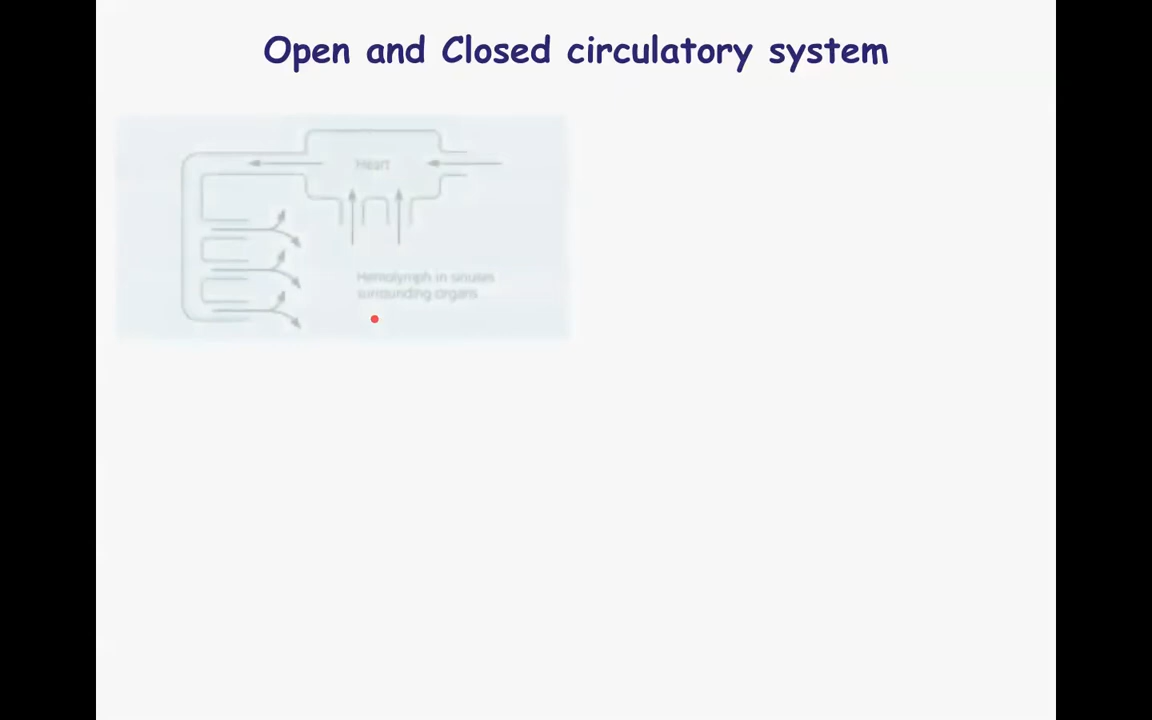 Open and Closed circulatory system
Heart
Hemolymph in sinuses
surrounding organs